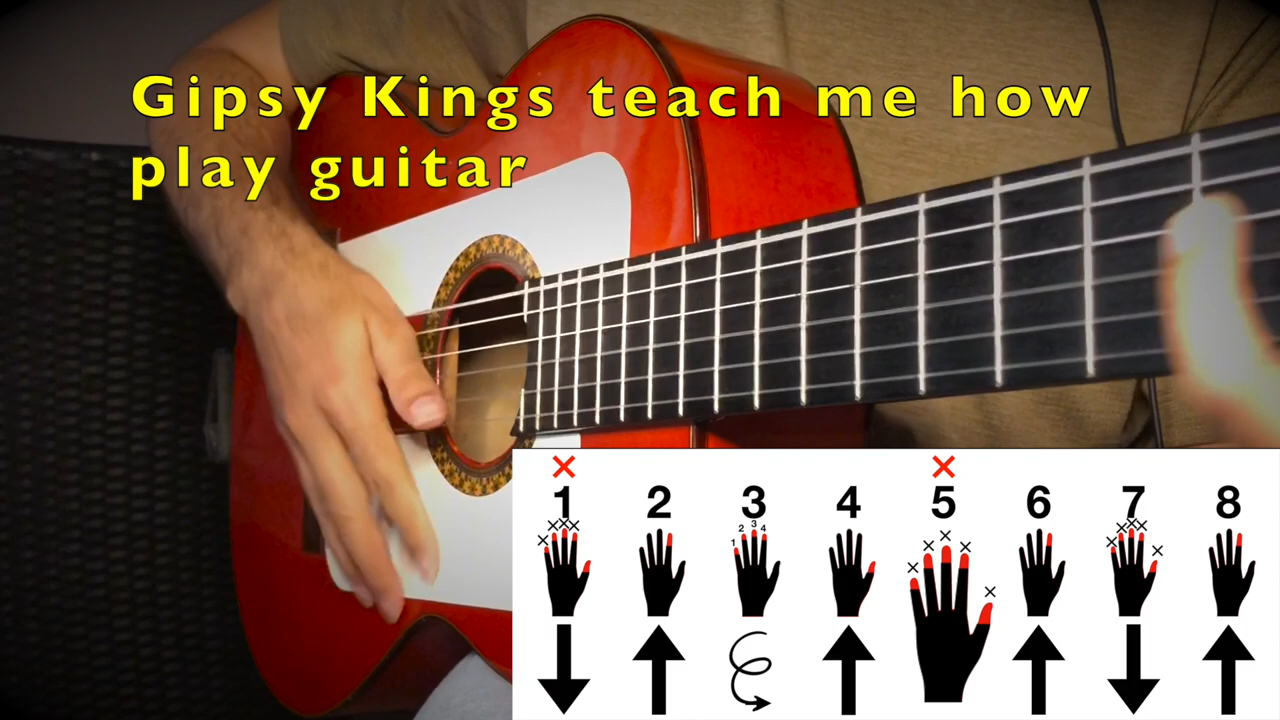 Gipsy Kings teach me how
play guitar
× ×
1 2 3 4 5 6 7 8
××× 2 3 4 × ×××
× 1 × × × ×
× × ×